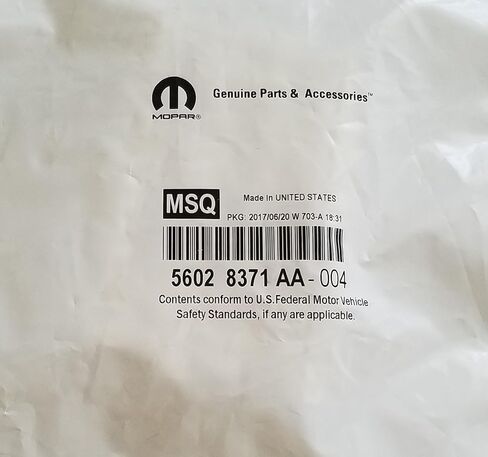 Genuine Parts & Accessories™
MOPAR®
MSQ
Made In UNITED STATES
PKG: 2017/06/20 W 703-A 18:31
5602 8371 AA - 004
Contents conform to U.S.Federal Motor Vehicle
Safety Standards, if any are applicable.